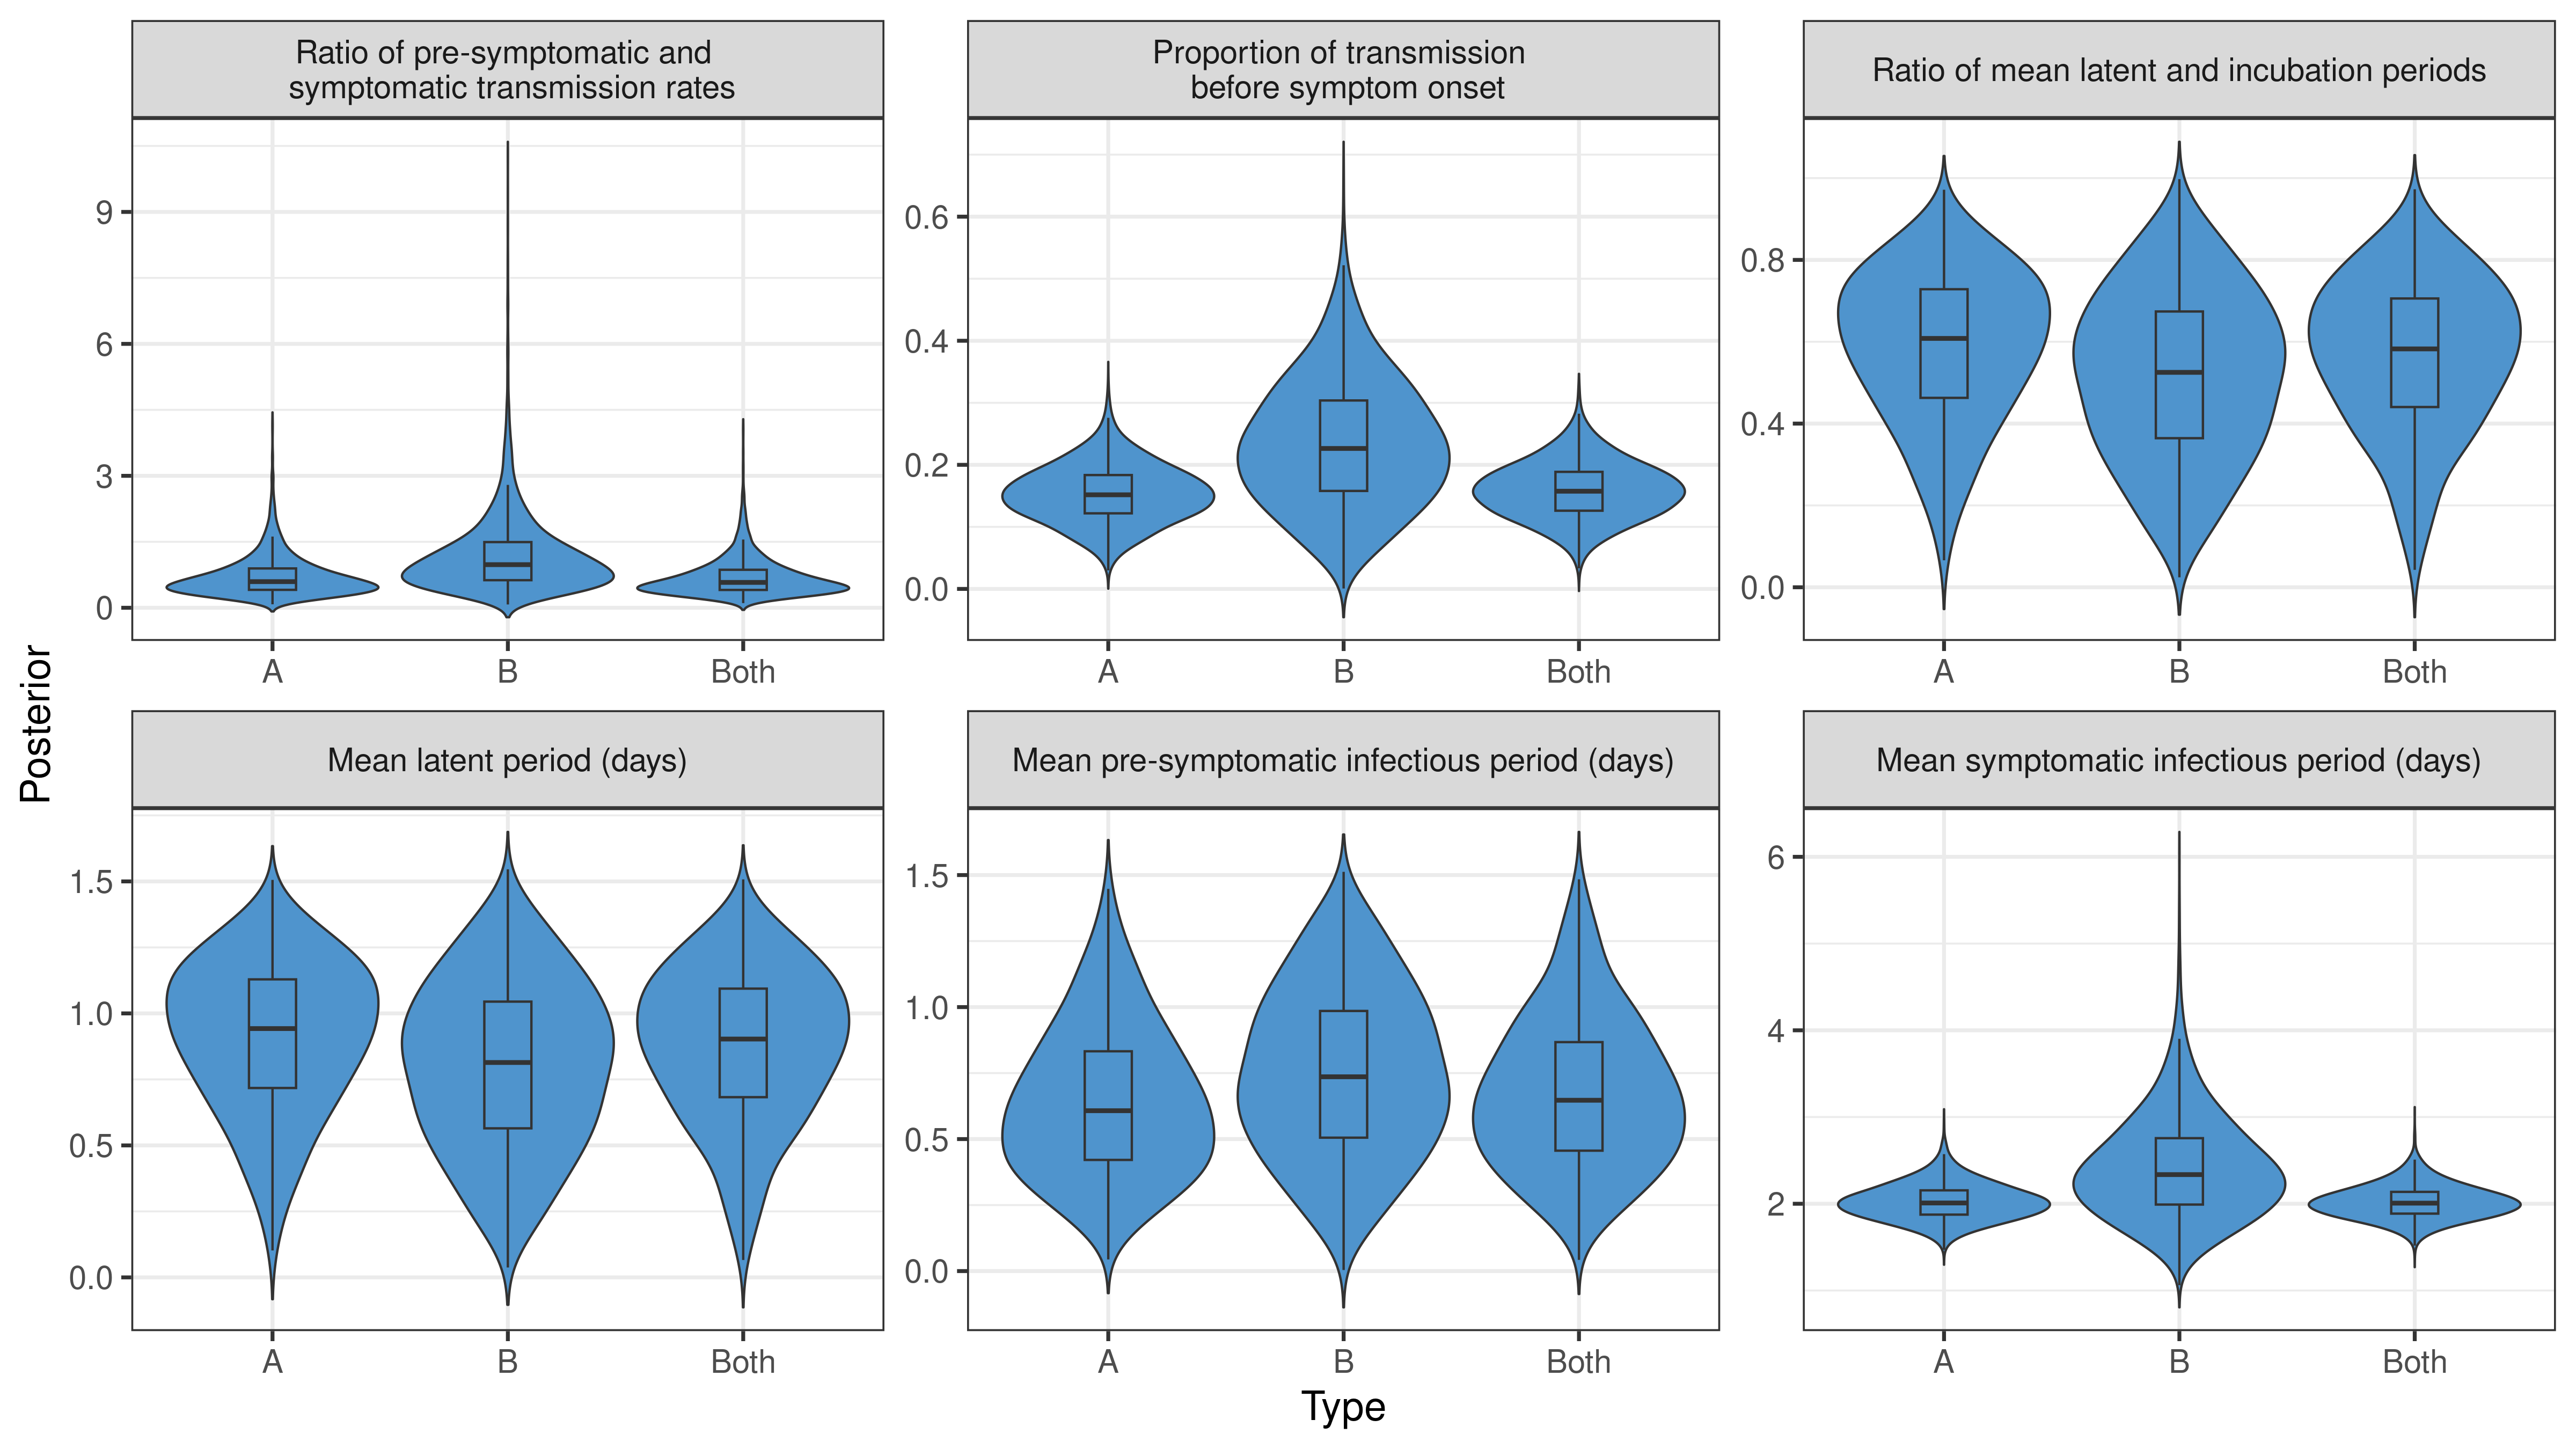 Ratio of pre-symptomatic and
symptomatic transmission rates
Proportion of transmission
before symptom onset
Ratio of mean latent and incubation periods
9
6
3
0
A
B
Both
0.6
0.4
0.2
0.0
A
B
Both
0.8
0.4
0.0
A
B
Both
Posterior
Mean latent period (days)
Mean pre-symptomatic infectious period (days)
Mean symptomatic infectious period (days)
1.5
1.0
0.5
0.0
A
B
Both
1.5
1.0
0.5
0.0
A
B
Both
6
4
2
A
B
Both
Type